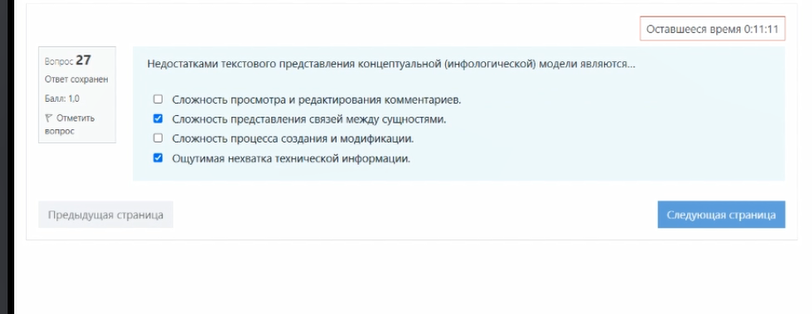 Оставшееся время 0:11:11
Вопрос 27
Ответ сохранен
Балл: 1,0
Отметить вопрос
Недостатками текстового представления концептуальной (инфологической) модели являются...
Сложность просмотра и редактирования комментариев.
Сложность представления связей между сущностями.
Сложность процесса создания и модификации.
Ощутимая нехватка технической информации.
Предыдущая страница
Следующая страница